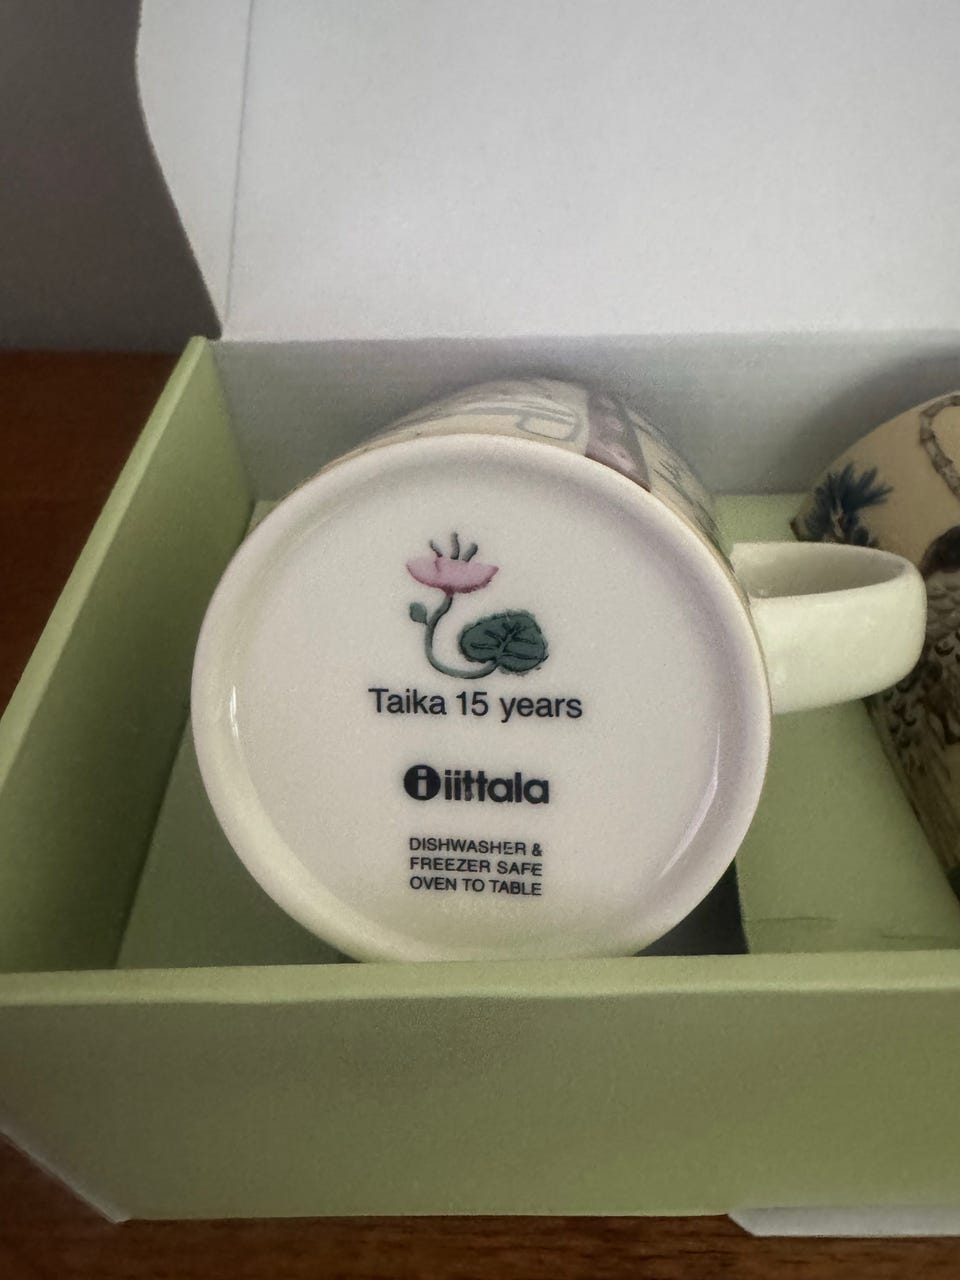 Taika 15 years
iittala
DISHWASHER &
FREEZER SAFE
OVEN TO TABLE